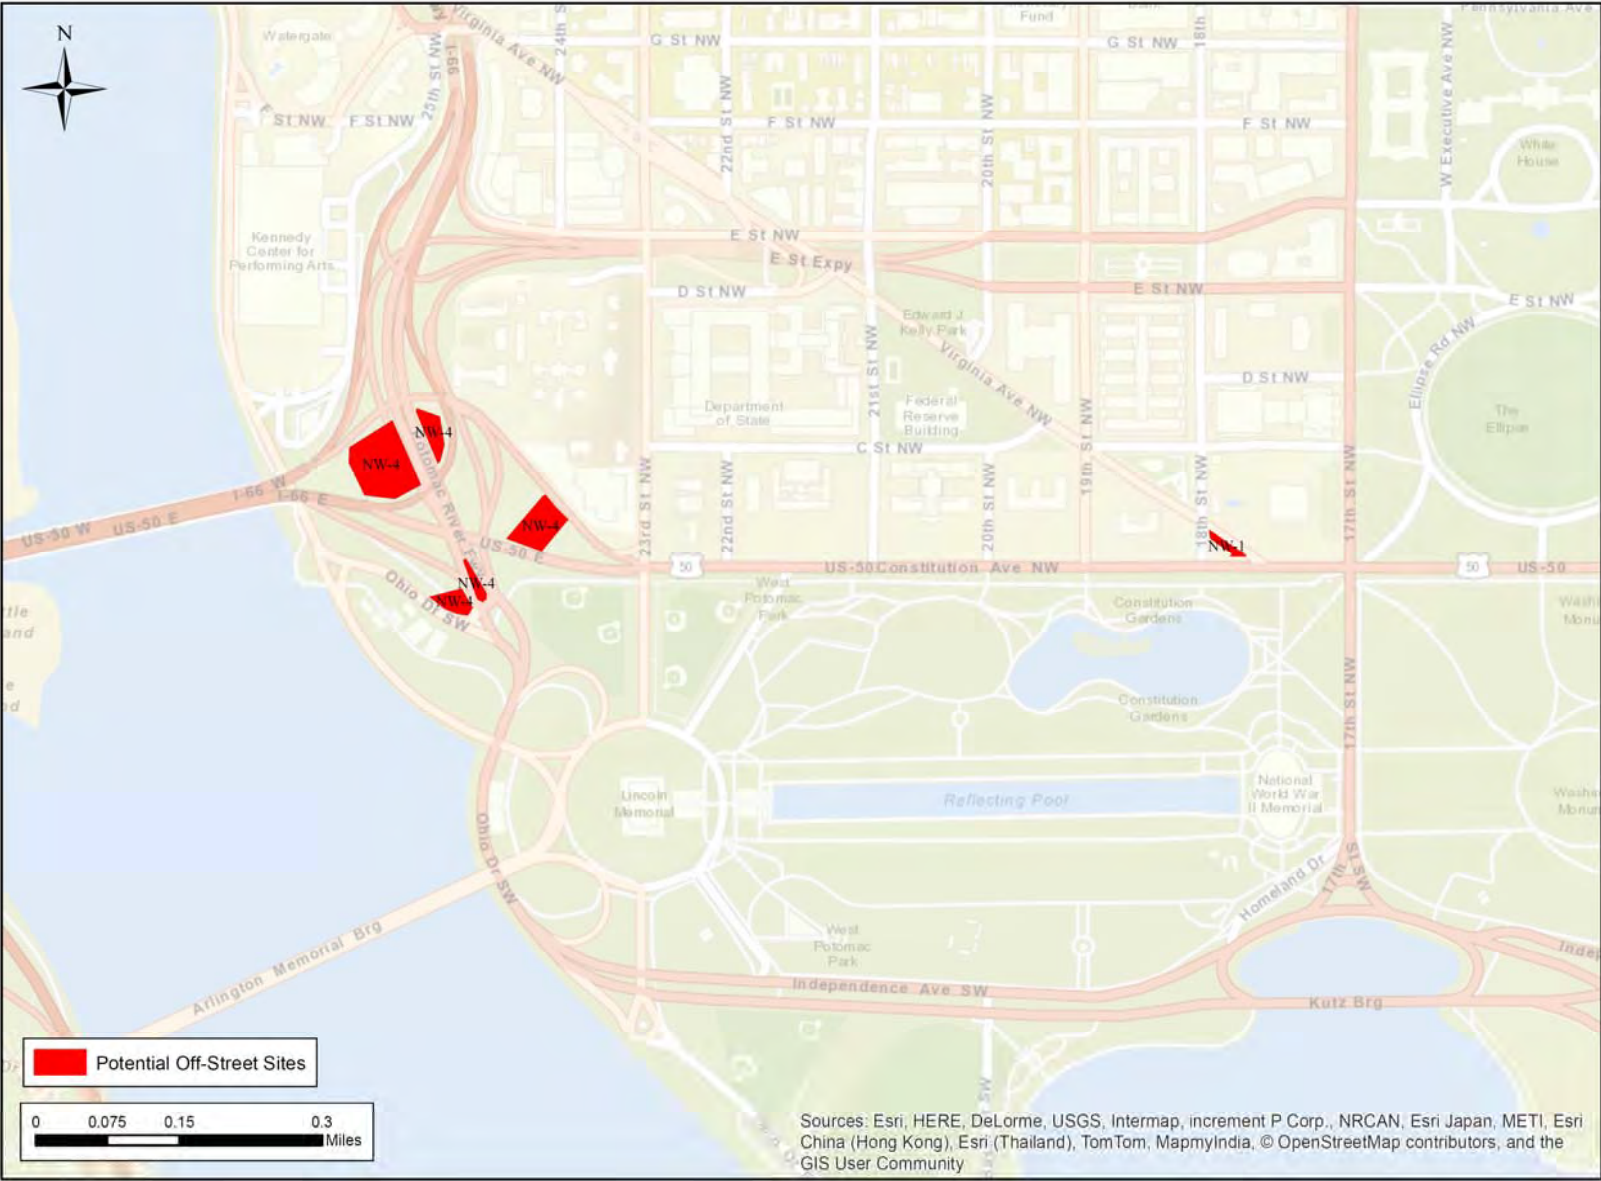 N
Watergate
25th St NW
I-66
Virginia Ave NW
24th S
G St NW
22nd St NW
Fund
G St NW
18th
Pennsylvania Ave
W Executive Ave NW
F St NW
F St NW
F St NW
20th St NW
F St NW
White
House
Kennedy
Center for
Performing Arts
E St NW
E St Expy
D St NW
E St NW
E St NW
Edward J
Kelly Park
Virginia Ave NW
21st St NW
Ellipse Rd NW
D St NW
The
Ellipse
Department
of State
Federal
Reserve
Building
C St NW
19th St NW
NW-4
NW-4
NW-4
NW-4
NW-4
I-66 W
I-66 E
US-50 W
US-50 E
US-50 E
Ohio Dr SW
23rd St NW
22nd St NW
20th St NW
18th St NW
17th St NW
NW-1
50
US-50
Constitution Ave NW
50
US-50
West
Potomac
Park
Constitution
Gardens
Constitution
Gardens
17th St NW
Lincoln
Memorial
Reflecting Pool
National
World War
II Memorial
Ohio Dr SW
Homeland Dr
17th St SW
West
Potomac
Park
Arlington Memorial Brg
Independence Ave SW
Kutz Brg
Potential Off-Street Sites
0 0.075 0.15 0.3
Miles
Sources: Esri, HERE, DeLorme, USGS, Intermap, increment P Corp., NRCAN, Esri Japan, METI, Esri
China (Hong Kong), Esri (Thailand), TomTom, MapmyIndia, © OpenStreetMap contributors, and the
GIS User Community